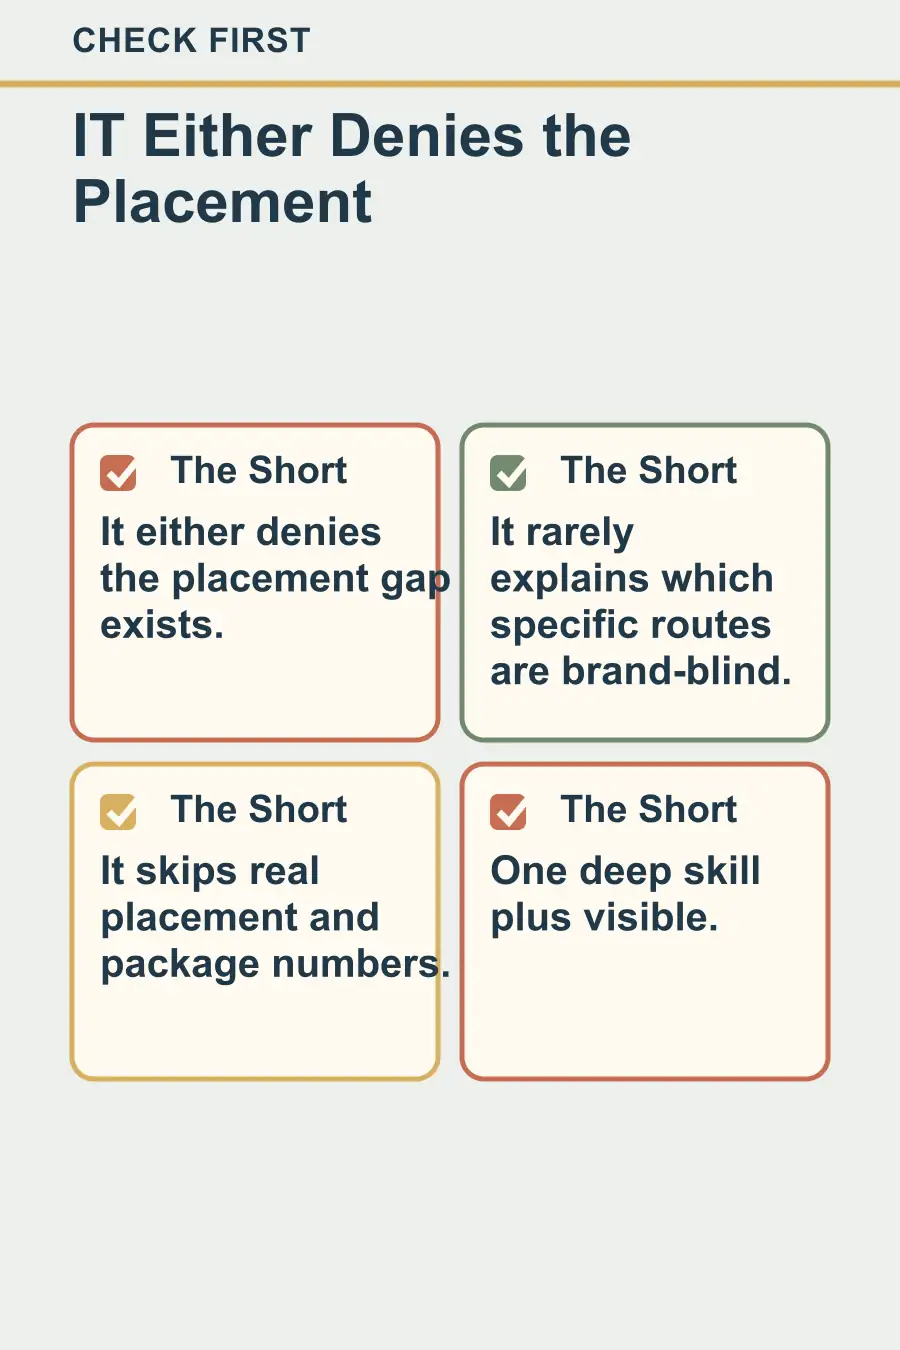 CHECK FIRST
IT Either Denies the
Placement
The Short
It either denies
the placement gap
exists.
The Short
It rarely
explains which
specific routes
are brand-blind.
The Short
It skips real
placement and
package numbers.
The Short
One deep skill
plus visible.